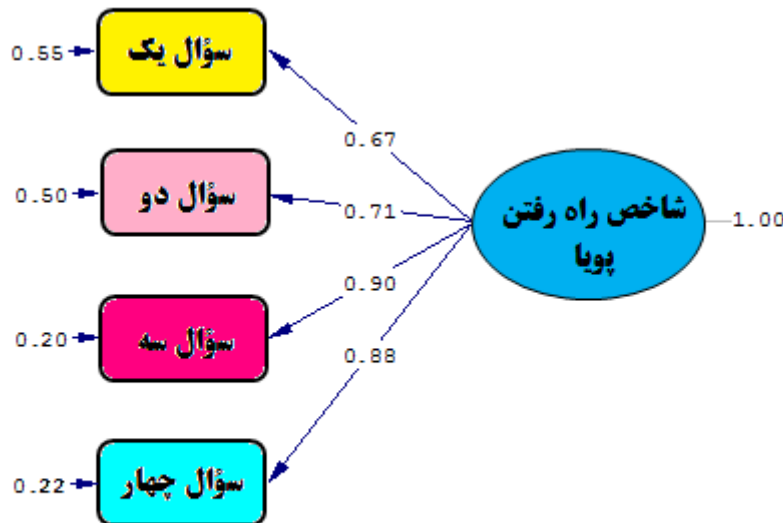 0.55
سؤال یک
0.67
0.50
سؤال دو
0.71
شاخص راه رفتن
پویا
1.00
0.20
سؤال سه
0.90
0.88
0.22
سؤال چهار